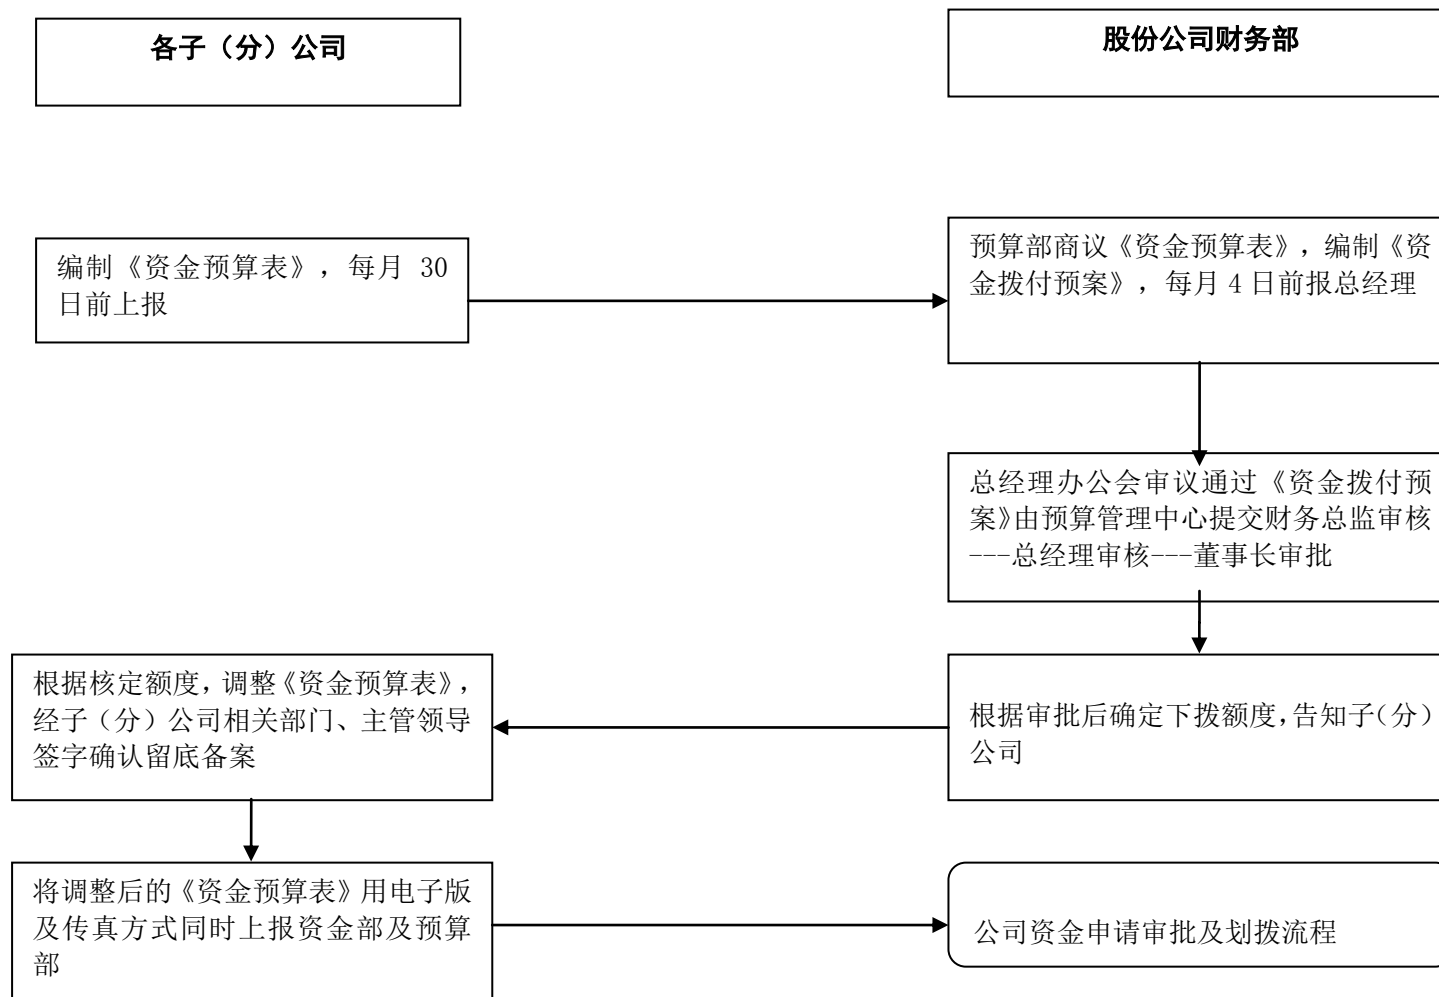 各子（分）公司
股份公司财务部
编制《资金预算表》，每月 30
日前上报
预算部商议《资金预算表》，编制《资
金拨付预案》，每月 4 日前报总经理
总经理办公会审议通过《资金拨付预
案》由预算管理中心提交财务总监审核
---总经理审核---董事长审批
根据审批后确定下拨额度，告知子（分）
公司
根据核定额度，调整《资金预算表》，
经子（分）公司相关部门、主管领导
签字确认留底备案
将调整后的《资金预算表》用电子版
及传真方式同时上报资金部及预算
部
公司资金申请审批及划拨流程